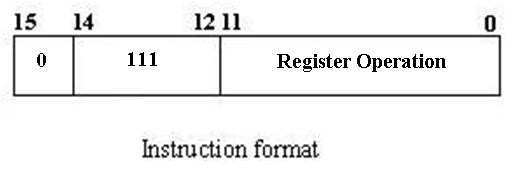 15 14 12 11 0
0 111 Register Operation
Instruction format